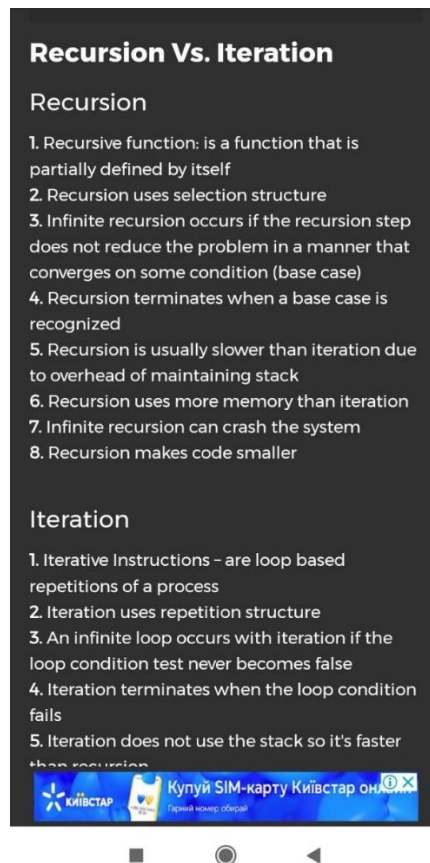 Recursion Vs. Iteration
Recursion
1. Recursive function: is a function that is
partially defined by itself
2. Recursion uses selection structure
3. Infinite recursion occurs if the recursion step
does not reduce the problem in a manner that
converges on some condition (base case)
4. Recursion terminates when a base case is
recognized
5. Recursion is usually slower than iteration due
to overhead of maintaining stack
6. Recursion uses more memory than iteration
7. Infinite recursion can crash the system
8. Recursion makes code smaller
Iteration
1. Iterative Instructions – are loop based
repetitions of a process
2. Iteration uses repetition structure
3. An infinite loop occurs with iteration if the
loop condition test never becomes false
4. Iteration terminates when the loop condition
fails
5. Iteration does not use the stack so it's faster
than recursion
КИЇВСТАР
Купуй SIM-карту Київстар онлайн
Гарний номер обирай